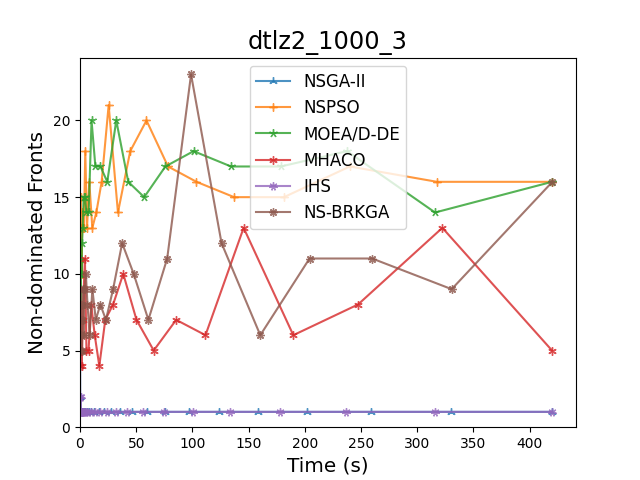 dtlz2_1000_3
Non-dominated Fronts
20
15
10
5
0
NSGA-II
NSPSO
MOEA/D-DE
MHACO
IHS
NS-BRKGA
0 50 100 150 200 250 300 350 400
Time (s)